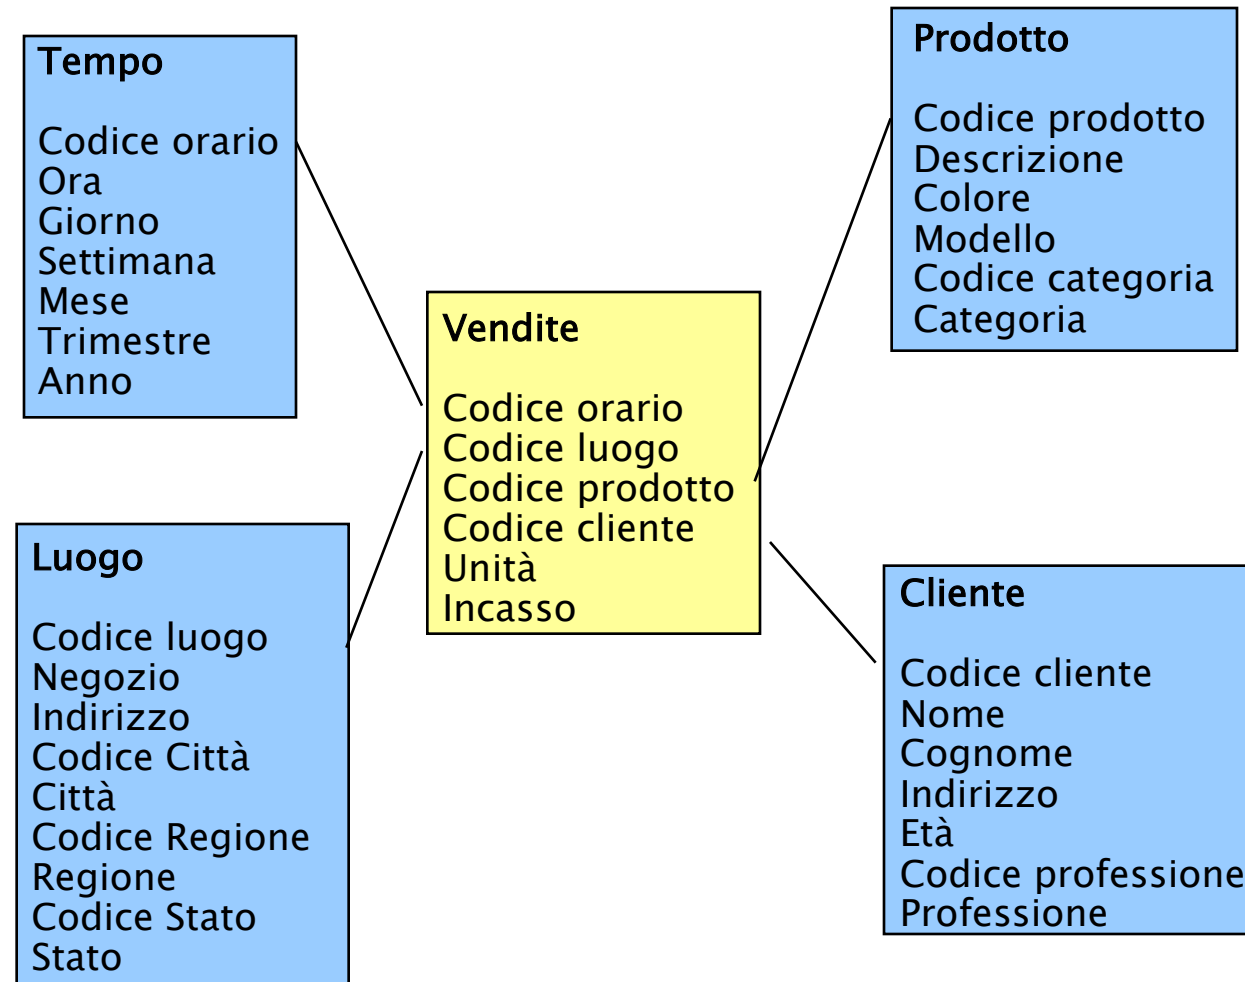 Tempo
Codice orario
Ora
Giorno
Settimana
Mese
Trimestre
Anno
Prodotto
Codice prodotto
Descrizione
Colore
Modello
Codice categoria
Categoria
Vendite
Codice orario
Codice luogo
Codice prodotto
Codice cliente
Unità
Incasso
Luogo
Codice luogo
Negozio
Indirizzo
Codice Città
Città
Codice Regione
Regione
Codice Stato
Stato
Cliente
Codice cliente
Nome
Cognome
Indirizzo
Età
Codice professione
Professione